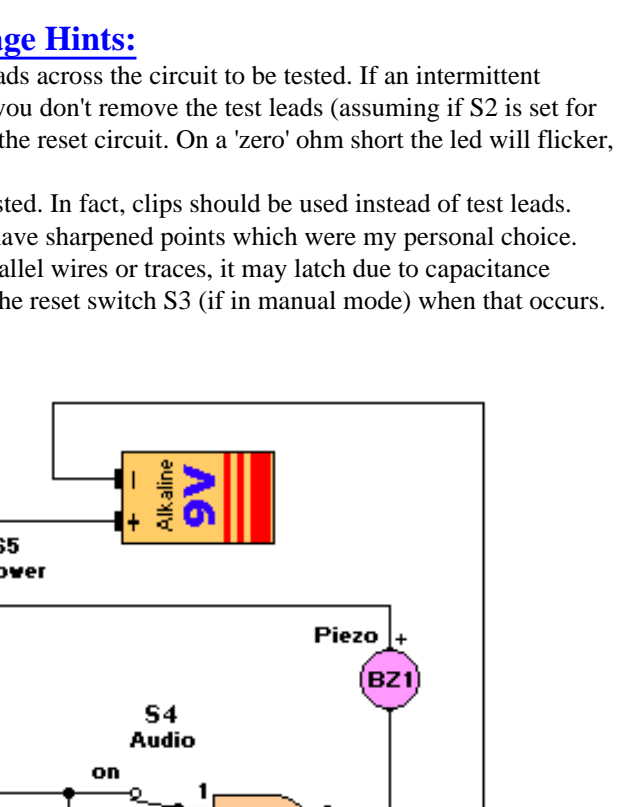 age Hints:
ads across the circuit to be tested. If an intermittent
you don't remove the test leads (assuming if S2 is set for
the reset circuit. On a 'zero' ohm short the led will flicker,
sted. In fact, clips should be used instead of test leads.
have sharpened points which were my personal choice.
allel wires or traces, it may latch due to capacitance
he reset switch S3 (if in manual mode) when that occurs.
−
+
Alkaline
9V
S5
ower
Piezo +
BZ1
S4
Audio
on
1